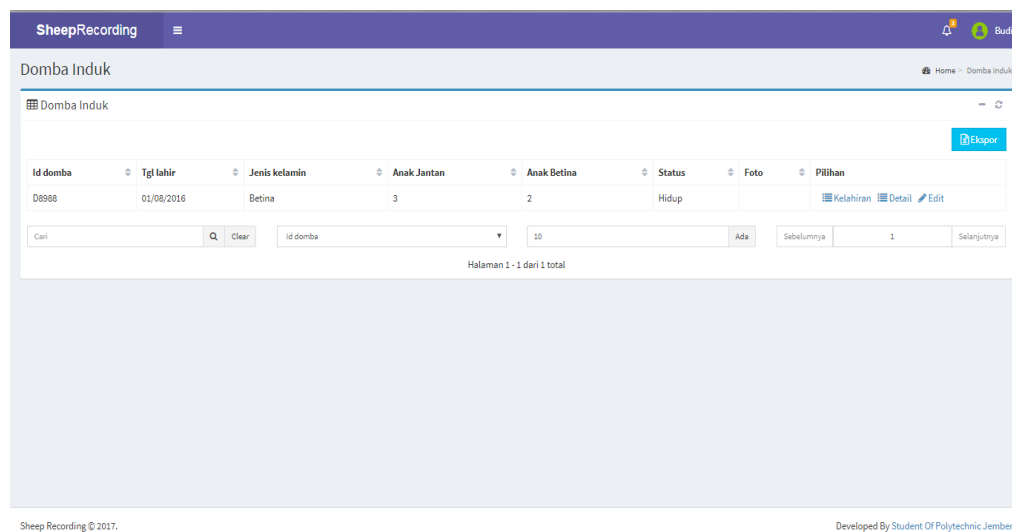 SheepRecording Budi
Domba Induk Home > Domba Induk
Domba Induk
Ekspor
Id domba Tgl lahir Jenis kelamin Anak Jantan Anak Betina Status Foto Pilihan
D8988 01/08/2016 Betina 3 2 Hidup Kelahiran Detail Edit
Cari Clear Id domba 10 Ada Sebelumnya 1 Selanjutnya
Halaman 1 - 1 dari 1 total
Sheep Recording © 2017. Developed By Student Of Polytechnic Jember